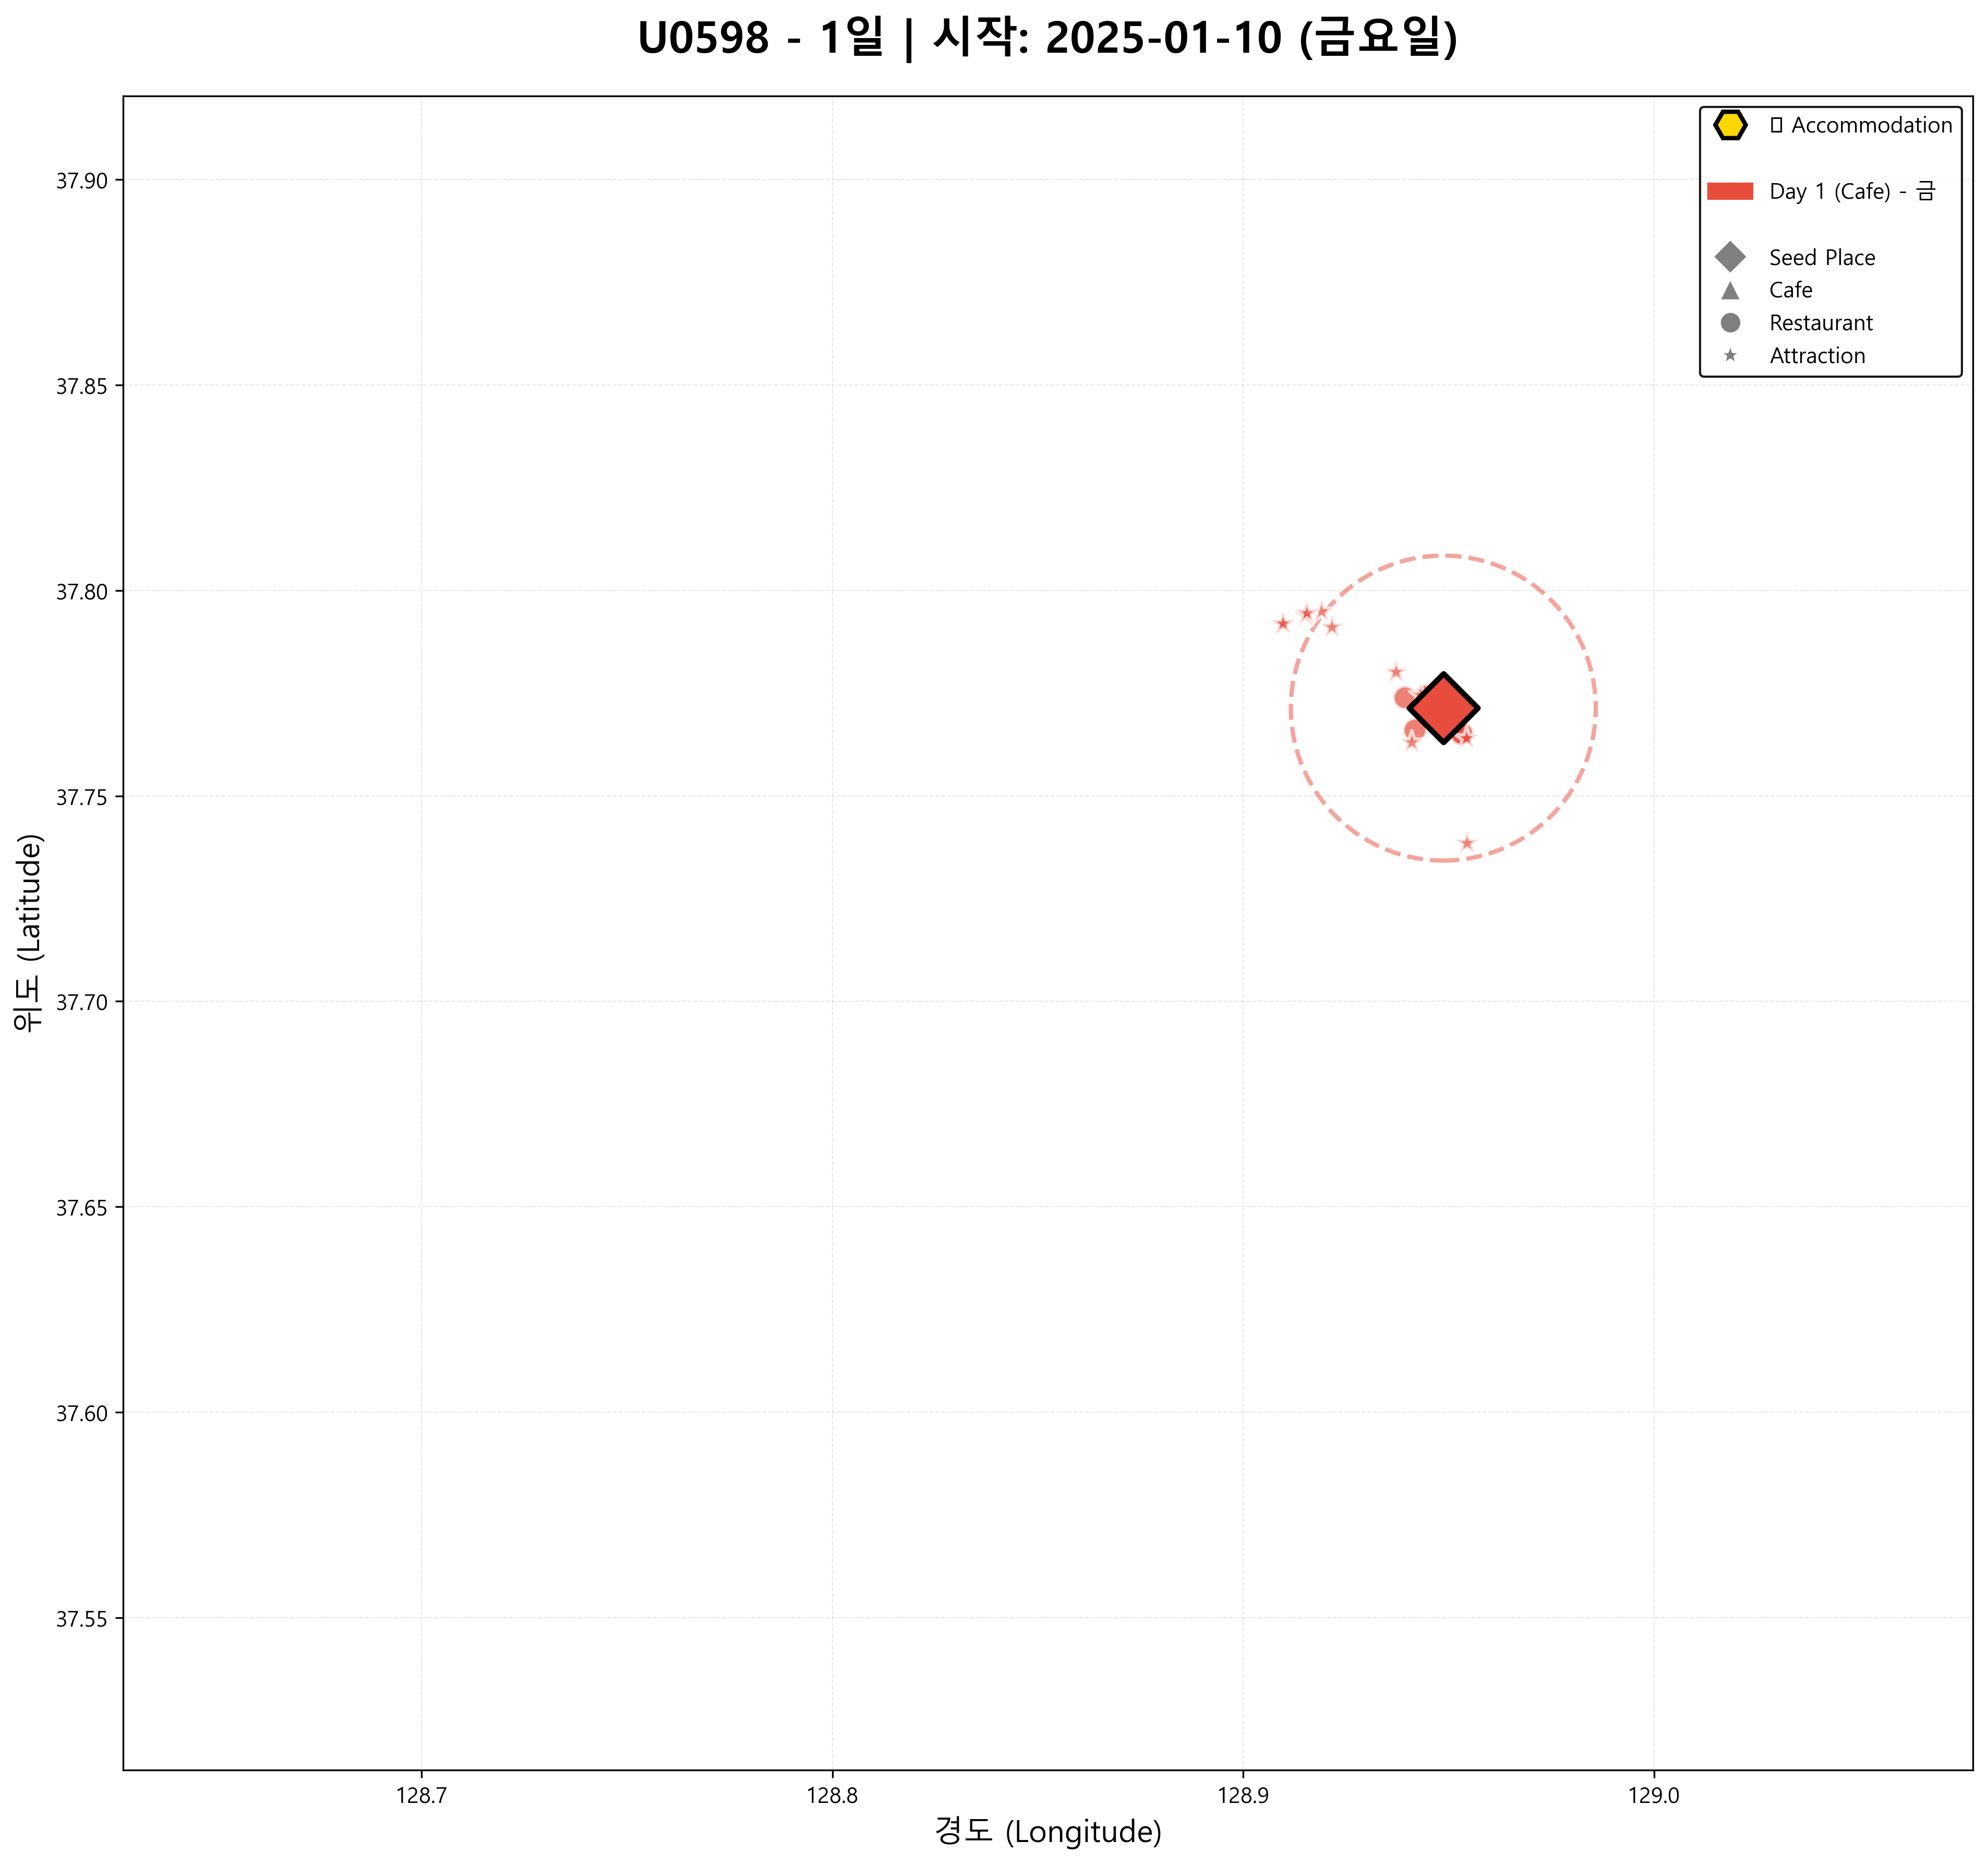 U0598 - 1일 | 시작: 2025-01-10 (금요일)
Accommodation
Day 1 (Cafe) - 금
Seed Place
Cafe
Restaurant
Attraction
위도 (Latitude)
37.90
37.85
37.80
37.75
37.70
37.65
37.60
37.55
128.7
128.8
128.9
129.0
경도 (Longitude)